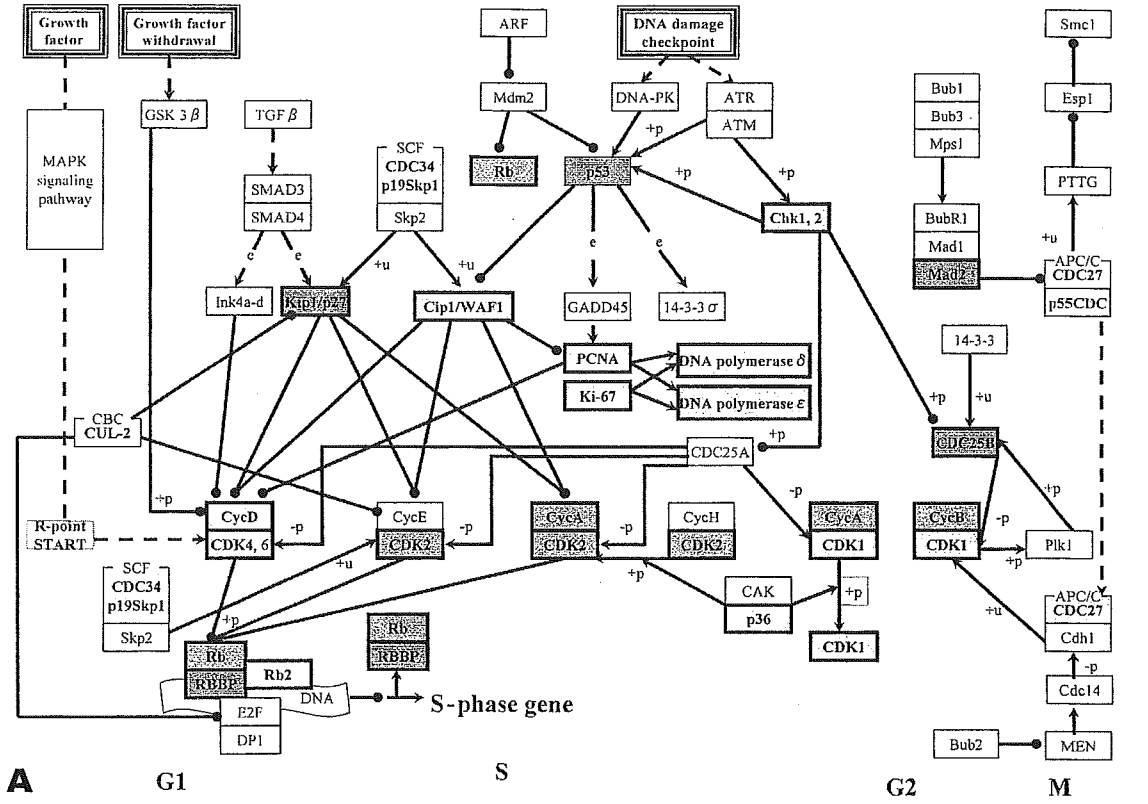 Growth
factor
Growth factor
withdrawal
ARF
DNA damage
checkpoint
Smc1
GSK 3 β
TGF β
Mdm2
DNA-PK
ATR
ATM
Bub1
Bub3
Mps1
Esp1
MAPK
signaling
pathway
SMAD3
SMAD4
SCF
CDC34
p19Skp1
Skp2
Rb
p53
+p
+p
+p
Chk1, 2
PTTG
BubR1
Mad1
Mad2
+u
APC/C
CDC27
p55CDC
e
e
+u
+u
e
e
Ink4a-d
Kip1/p27
Cip1/WAF1
GADD45
14-3-3 σ
14-3-3
PCNA
Ki-67
DNA polymerase δ
DNA polymerase ε
+p
+u
CBC
CUL-2
CDC25A
+p
CDC25B
+p
CycD
CDK4, 6
-p
CycE
CDK2
-p
CycA
CDK2
-p
CycH
CDK2
-p
CycA
CDK1
CycB
CDK1
-p
+p
Plk1
+p
R-point
START
SCF
CDC34
p19Skp1
Skp2
+u
+p
+p
CAK
p36
+p
CDK1
+u
APC/C
CDC27
Cdh1
-p
Cdc14
MEN
Bub2
Rb
RBBP
Rb2
DNA
E2F
DP1
Rb
RBBP
S-phase gene
A
G1
S
G2
M